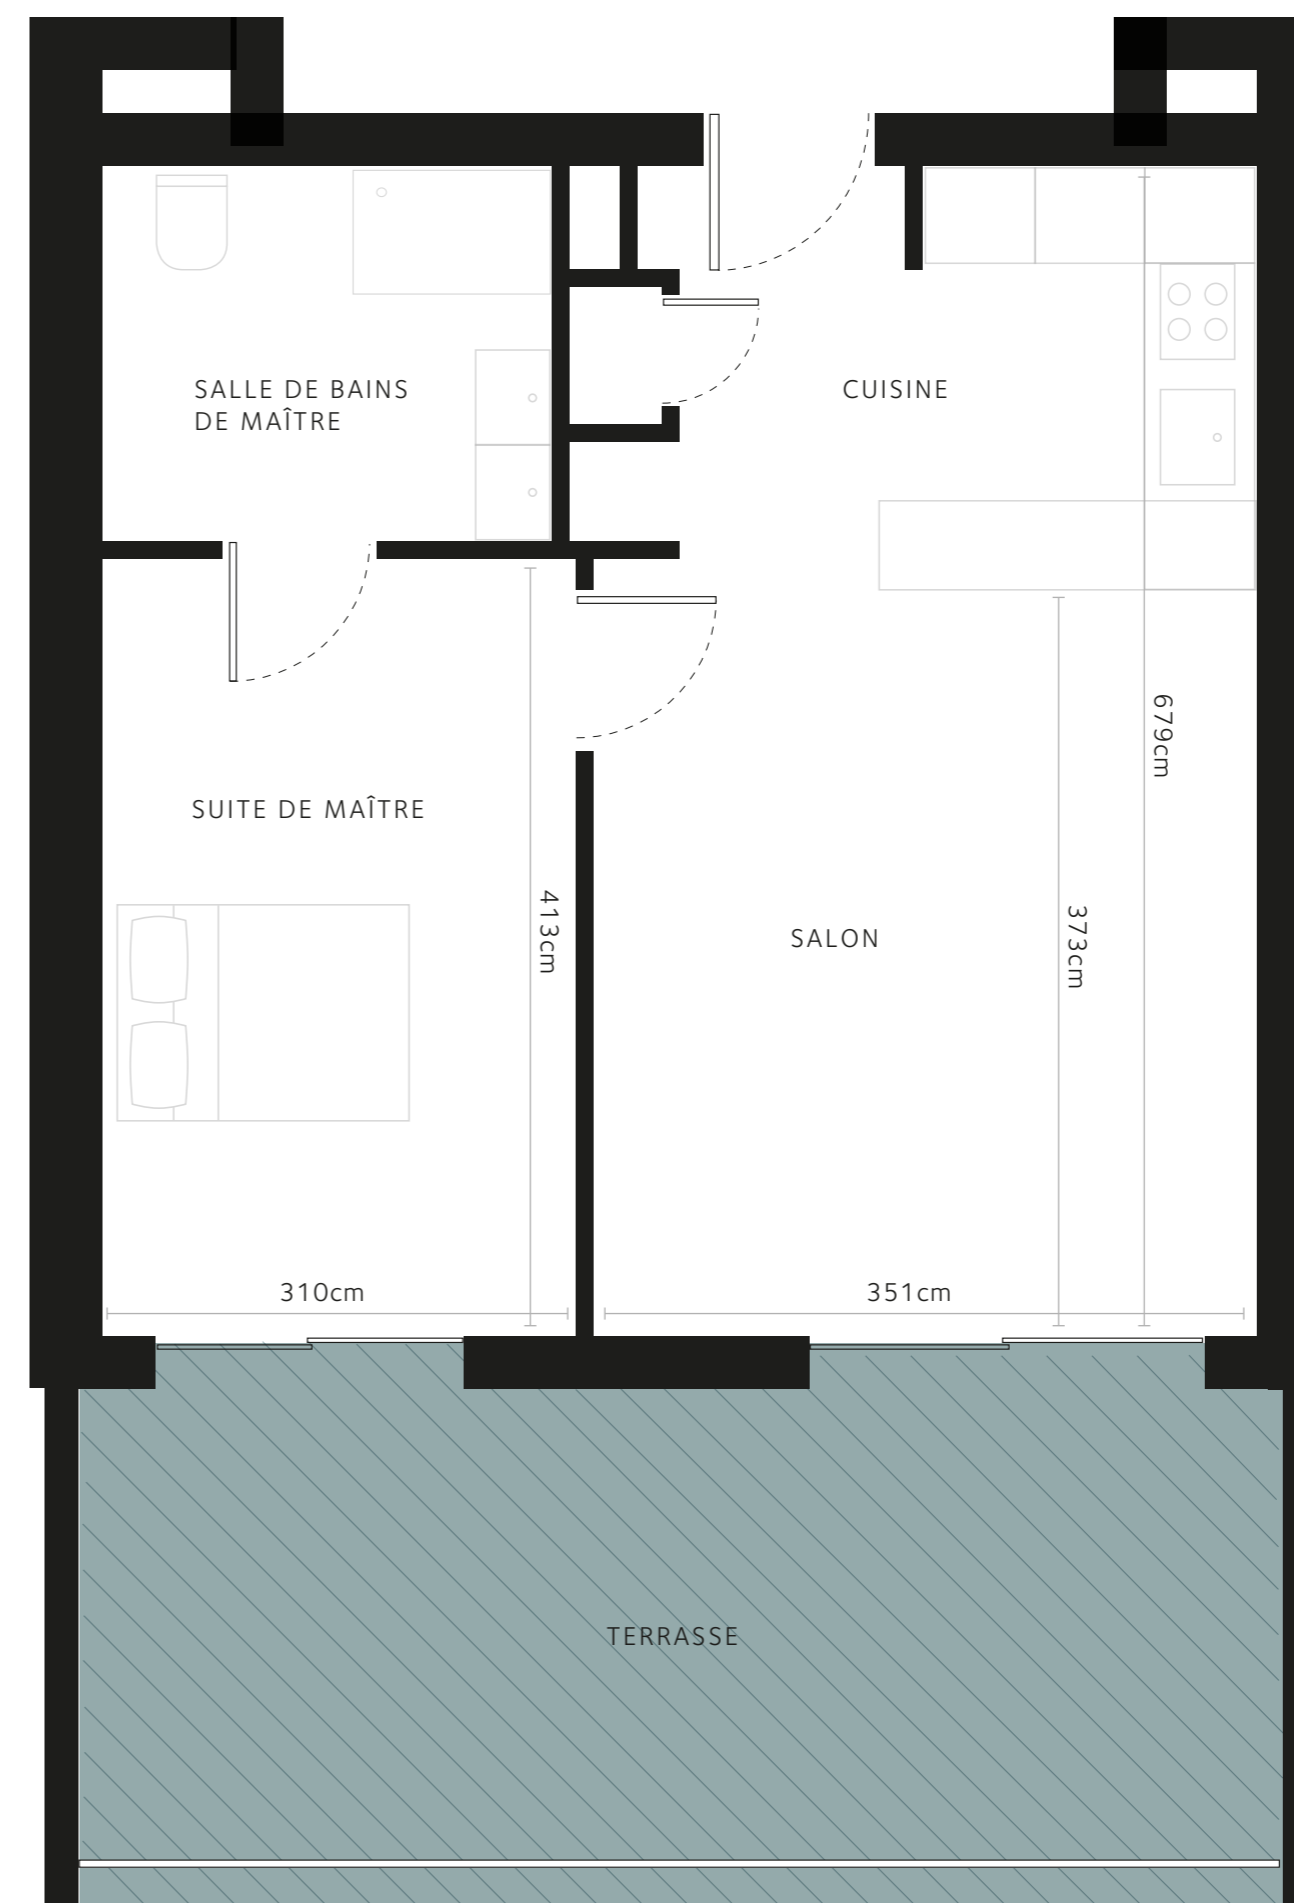 SALLE DE BAINS
DE MAÎTRE
CUISINE
679cm
SUITE DE MAÎTRE
413cm
373cm
SALON
310cm
351cm
TERRASSE